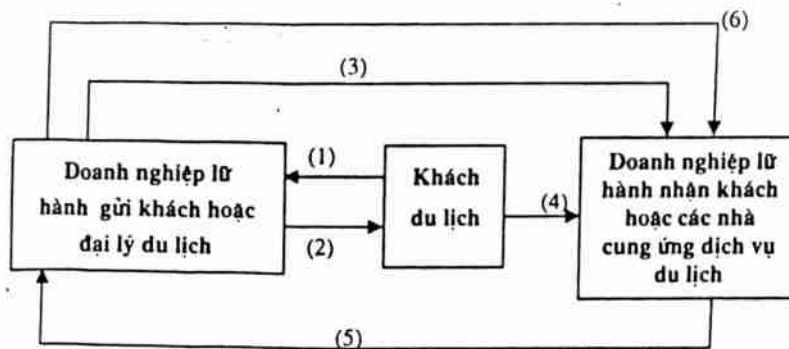 (6)
(3)
Doanh nghiệp lữ
hành gửi khách hoặc
đại lý du lịch
(1)
(2)
Khách
du lịch
(4)
Doanh nghiệp lữ
hành nhận khách
hoặc các nhà
cung ứng dịch vụ
du lịch
(5)